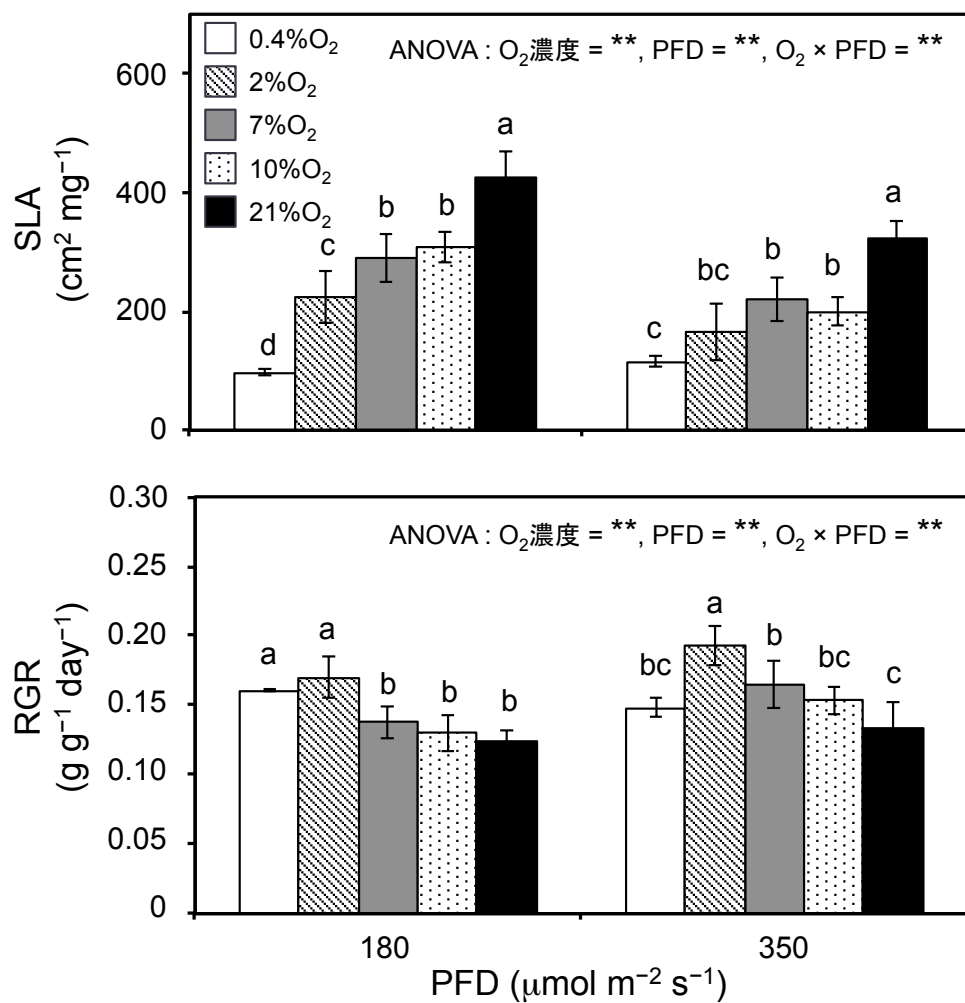 0.4%O₂
2%O₂
7%O₂
10%O₂
21%O₂
ANOVA : O₂濃度 = **, PFD = **, O₂ × PFD = **
SLA
(cm² mg⁻¹)
600
400
200
0
d
c
b
b
a
c
bc
b
b
a
ANOVA : O₂濃度 = **, PFD = **, O₂ × PFD = **
RGR
(g g⁻¹ day⁻¹)
0.30
0.25
0.20
0.15
0.10
0.05
0
a
a
b
b
b
bc
a
b
bc
c
180
350
PFD (μmol m⁻² s⁻¹)